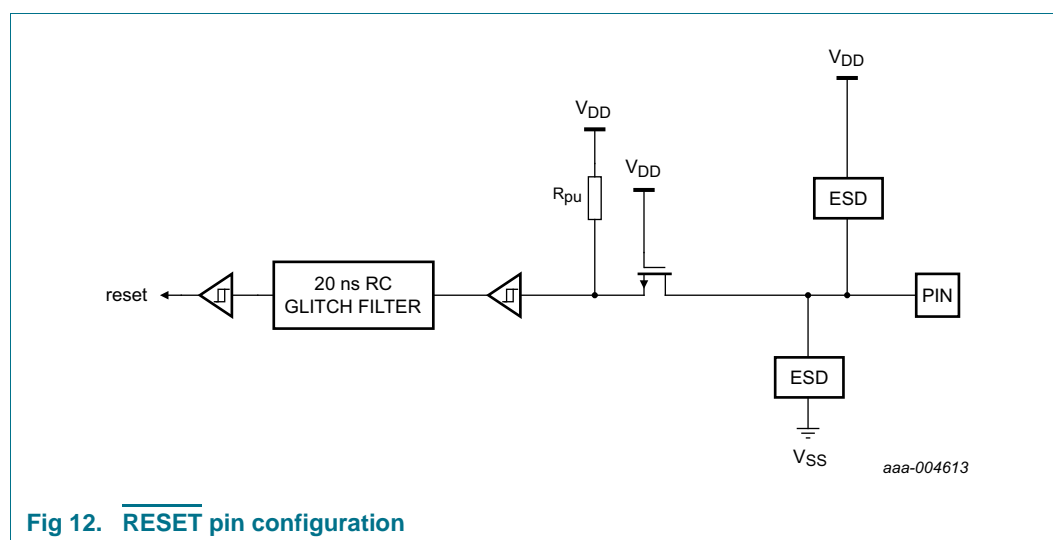 VDD
VDD
VDD
Rpu
ESD
reset
20 ns RC
GLITCH FILTER
PIN
ESD
VSS
aaa-004613
Fig 12. RESET pin configuration